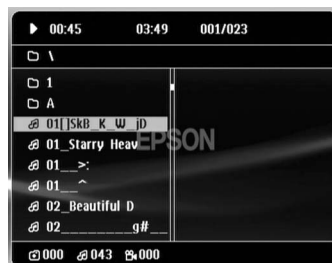 00:45 03:49 001/023
\
1
A
01[]SkB_K_W_jD
01_Starry Heav
EPSON
01__>:
01__^
02_Beautiful D
02________g#__
000 043 000